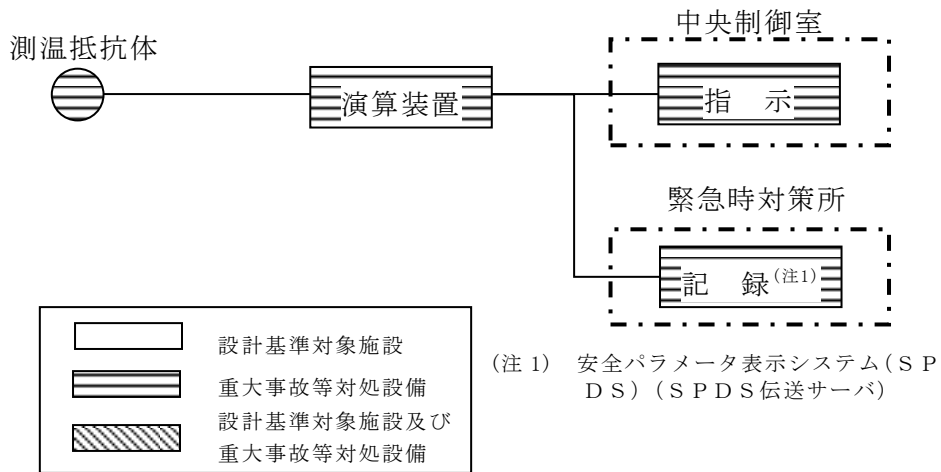 中央制御室
測温抵抗体
演算装置
指　示
緊急時対策所
記　録(注1)
設計基準対象施設
重大事故等対処設備
設計基準対象施設及び
重大事故等対処設備
(注 1)　安全パラメータ表示システム(ＳＰ
ＤＳ)(ＳＰＤＳ伝送サーバ)